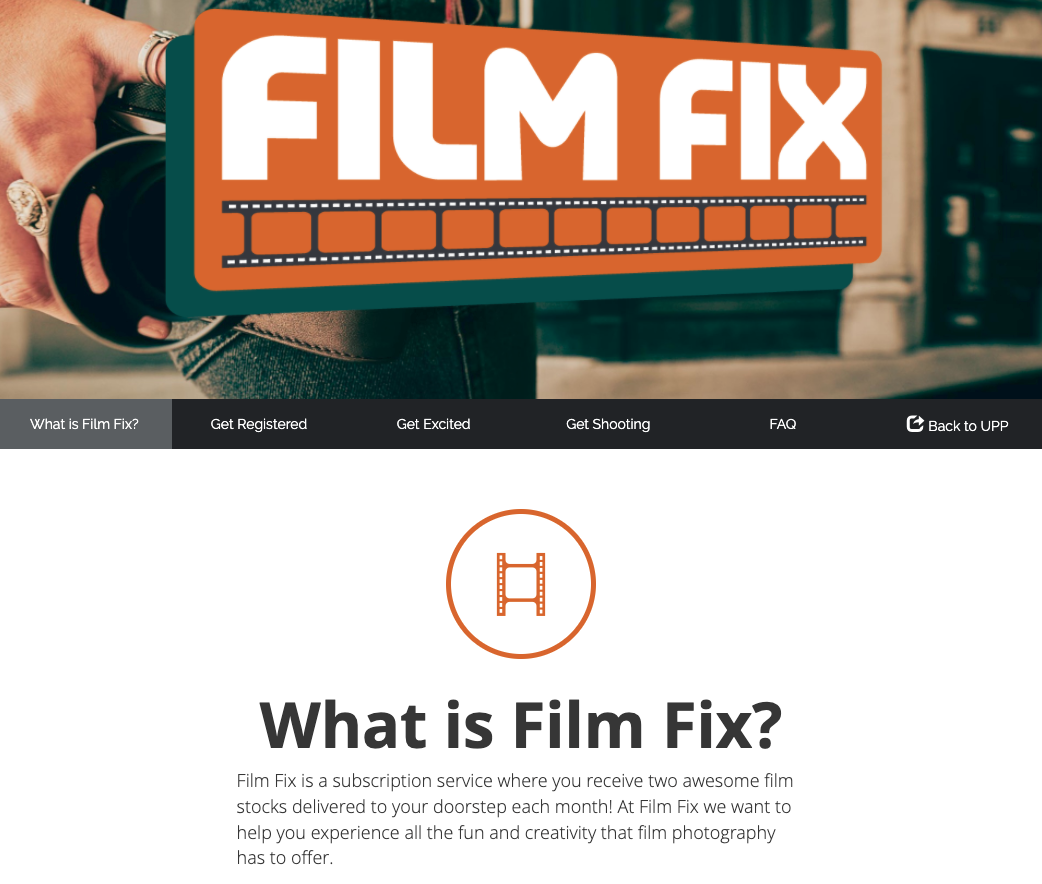 FILM FIX
What is Film Fix?
Get Registered
Get Excited
Get Shooting
FAQ
Back to UPP
What is Film Fix?
Film Fix is a subscription service where you receive two awesome film
stocks delivered to your doorstep each month! At Film Fix we want to
help you experience all the fun and creativity that film photography
has to offer.